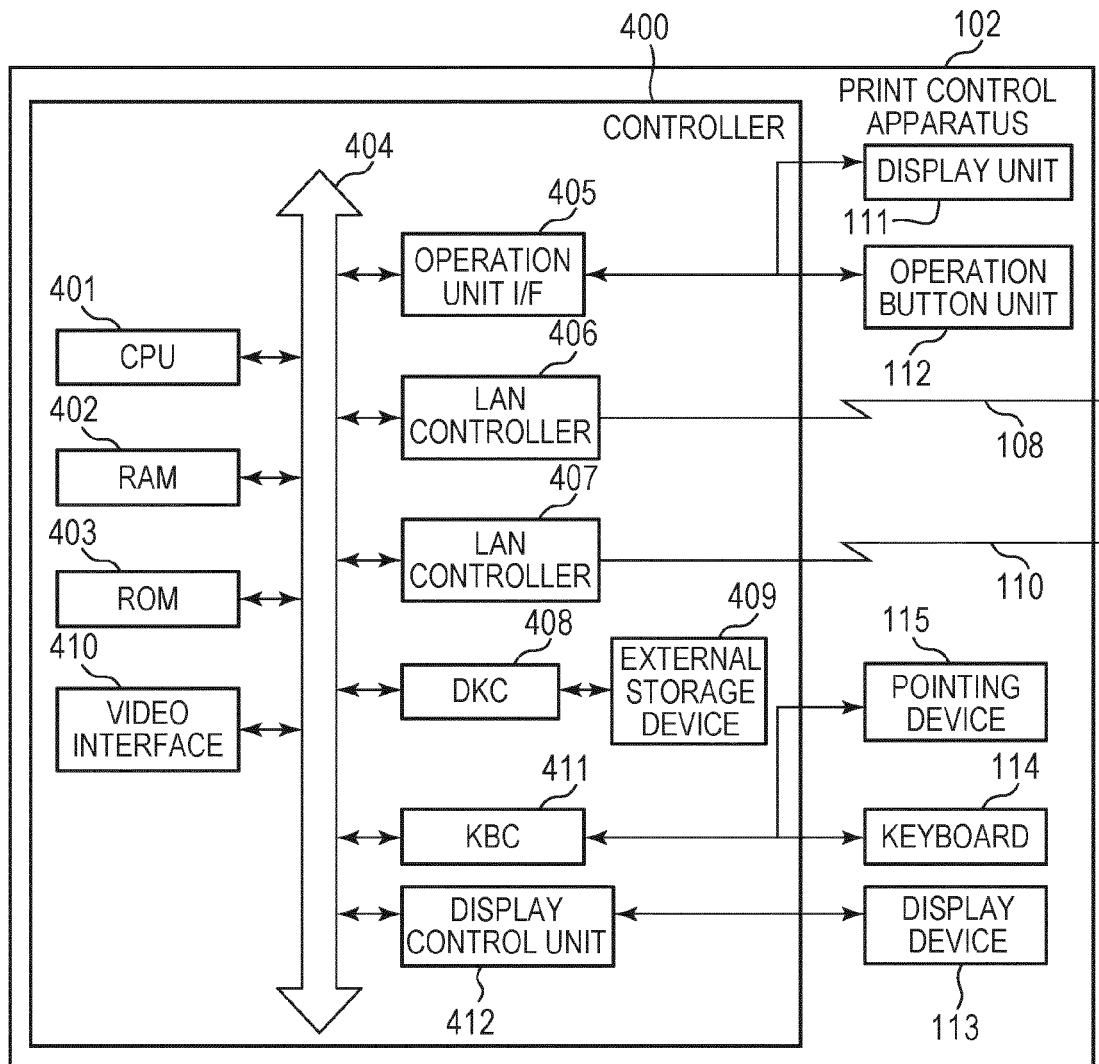 400
102
CONTROLLER
PRINT CONTROL
APPARATUS
404
405
OPERATION
UNIT I/F
DISPLAY UNIT
111
OPERATION
BUTTON UNIT
112
401
CPU
406
LAN
CONTROLLER
108
402
RAM
407
LAN
CONTROLLER
110
403
ROM
408
DKC
409
EXTERNAL
STORAGE
DEVICE
115
POINTING
DEVICE
410
VIDEO
INTERFACE
411
KBC
114
KEYBOARD
DISPLAY
CONTROL UNIT
412
DISPLAY
DEVICE
113